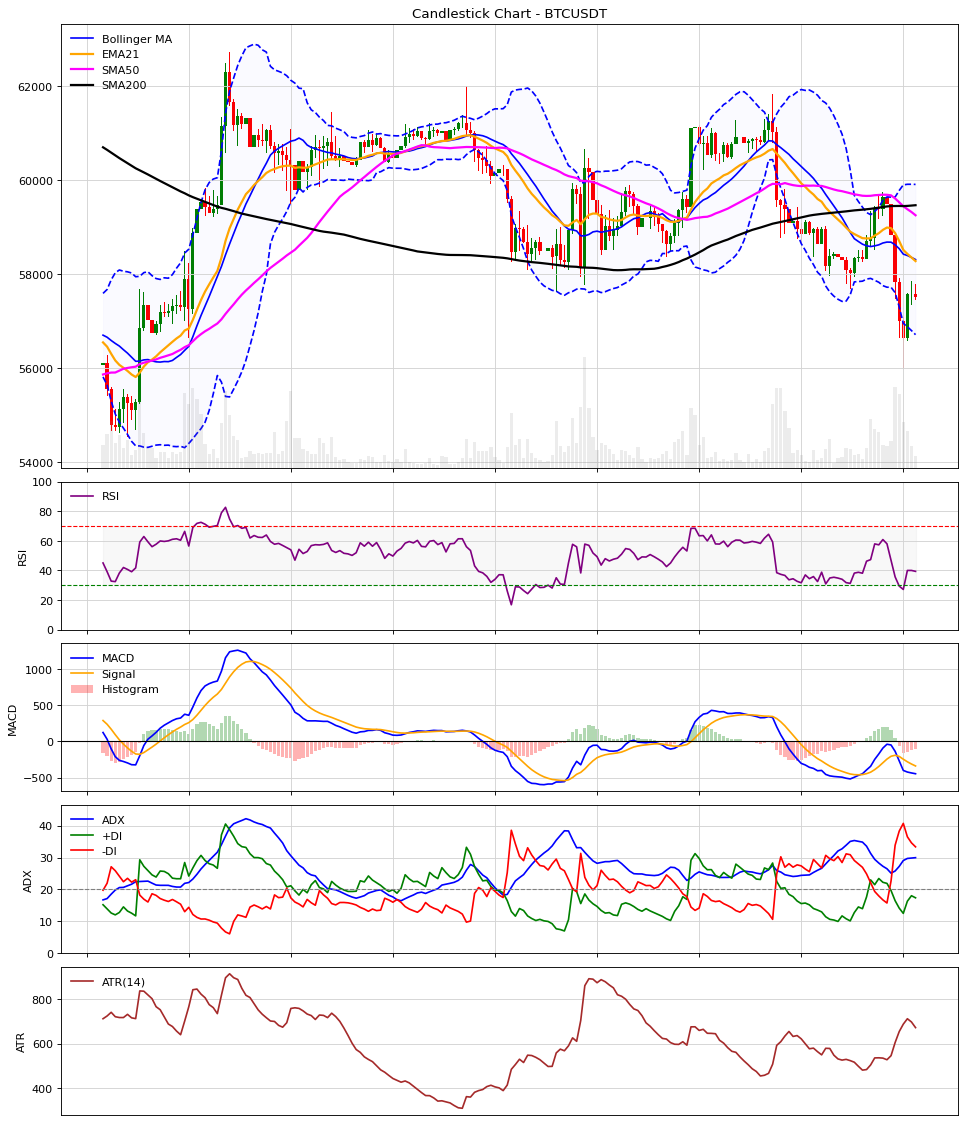 Candlestick Chart - BTCUSDT
Bollinger MA
EMA21
SMA50
SMA200
62000
60000
58000
56000
54000
RSI
100
80
60
40
20
0
RSI
MACD
Signal
Histogram
1000
500
0
−500
MACD
ADX
+DI
-DI
40
30
20
10
0
ADX
ATR(14)
800
600
400
ATR